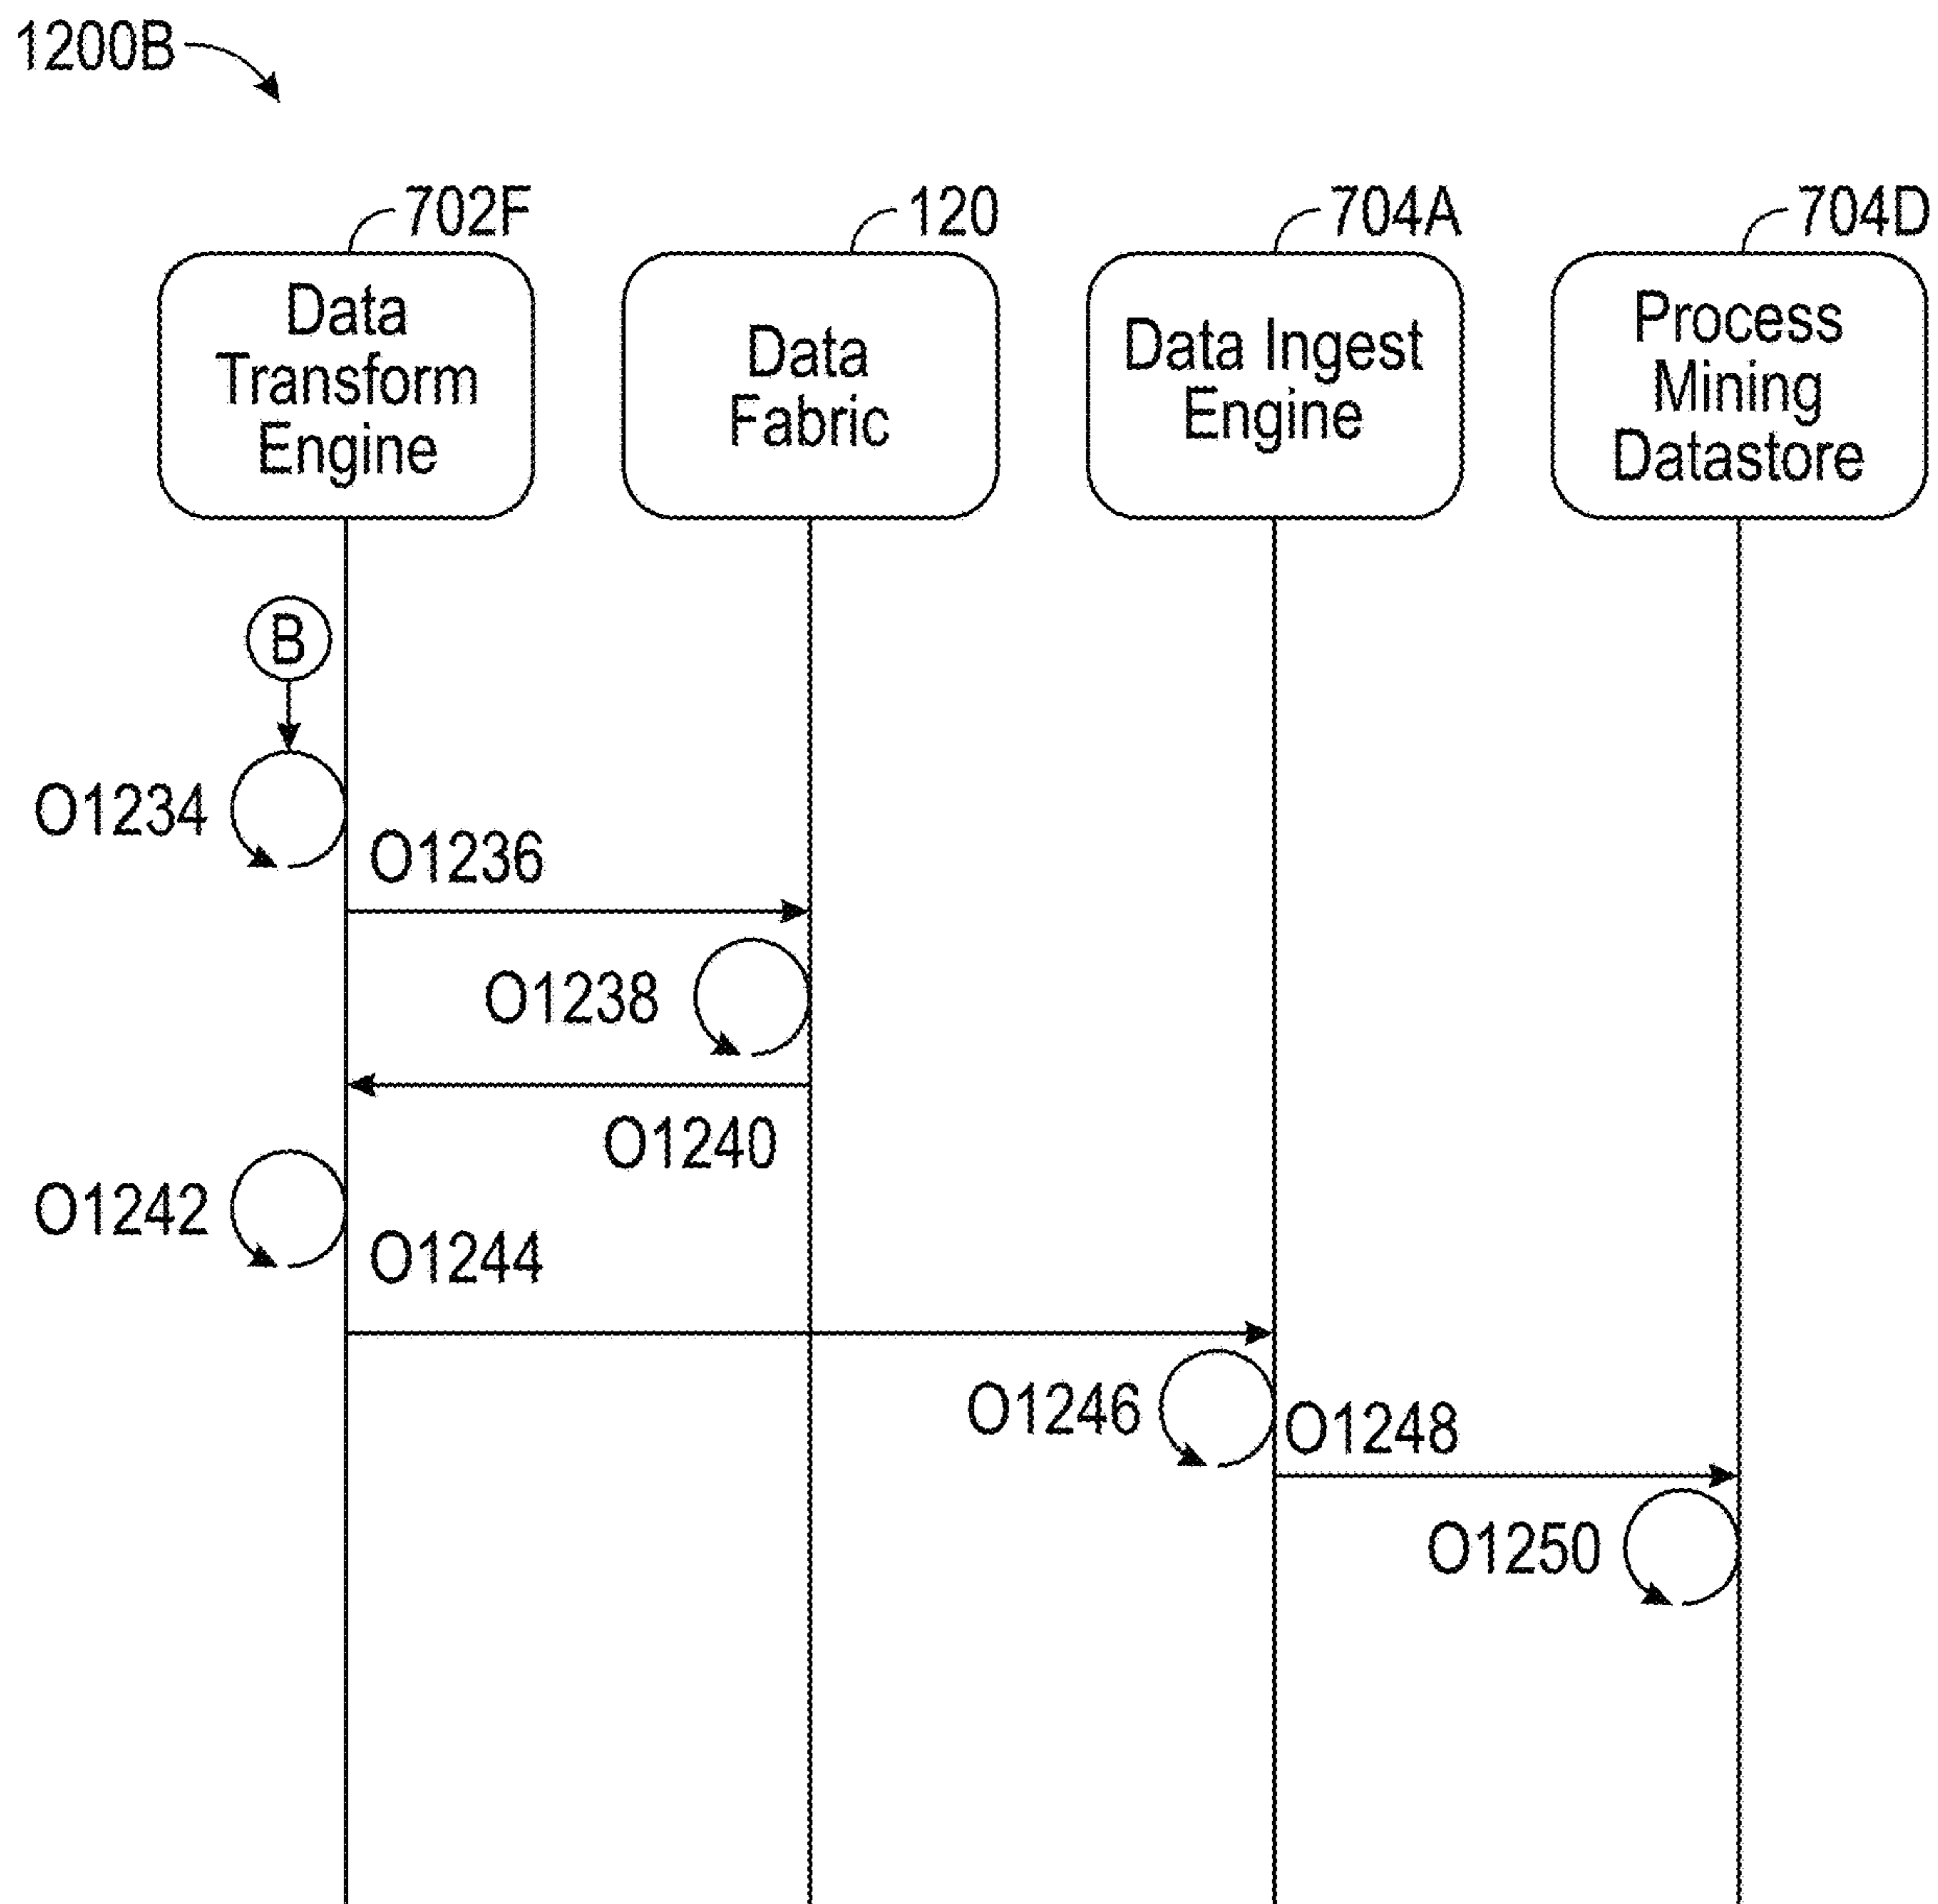 1200B
702F
120
704A
704D
Data
Transform
Engine
Data
Fabric
Data Ingest
Engine
Process
Mining
Datastore
B
O1234
O1236
O1238
O1240
O1242
O1244
O1246
O1248
O1250